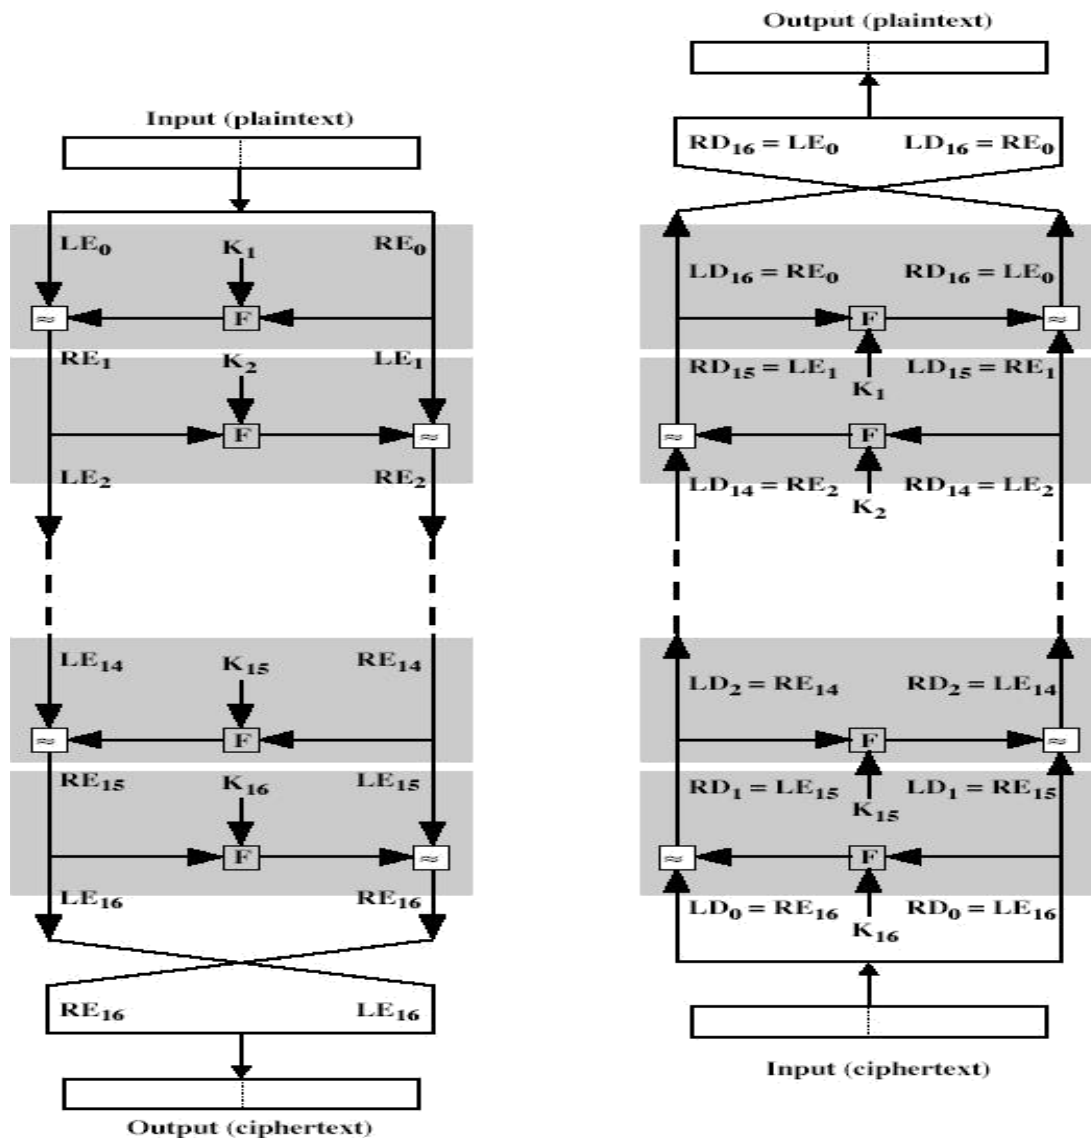 Input (plaintext)
LE0 K1 RE0
≈ F
RE1 K2 LE1
F ≈
LE2 RE2
LE14 K15 RE14
≈ F
RE15 K16 LE15
F ≈
LE16 RE16
RE16 LE16
Output (ciphertext)
Output (plaintext)
RD16 = LE0 LD16 = RE0
LD16 = RE0 RD16 = LE0
F ≈
RD15 = LE1 K1 LD15 = RE1
≈ F
LD14 = RE2 K2 RD14 = LE2
LD2 = RE14 RD2 = LE14
F ≈
RD1 = LE15 K15 LD1 = RE15
≈ F
LD0 = RE16 K16 RD0 = LE16
Input (ciphertext)